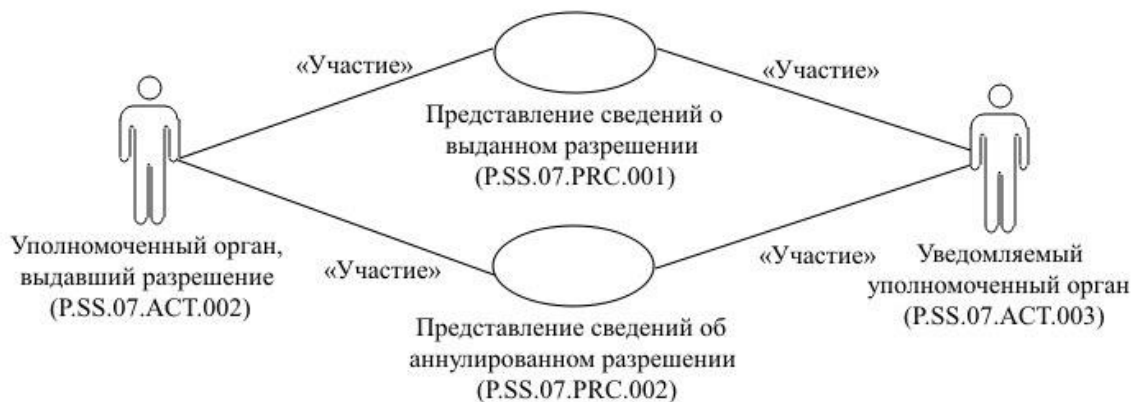 «Участие»
«Участие»
Представление сведений о
выданном разрешении
(P.SS.07.PRC.001)
Уполномоченный орган,
выдавший разрешение
(P.SS.07.ACT.002)
Уведомляемый
уполномоченный орган
(P.SS.07.ACT.003)
«Участие»
«Участие»
Представление сведений об
аннулированном разрешении
(P.SS.07.PRC.002)